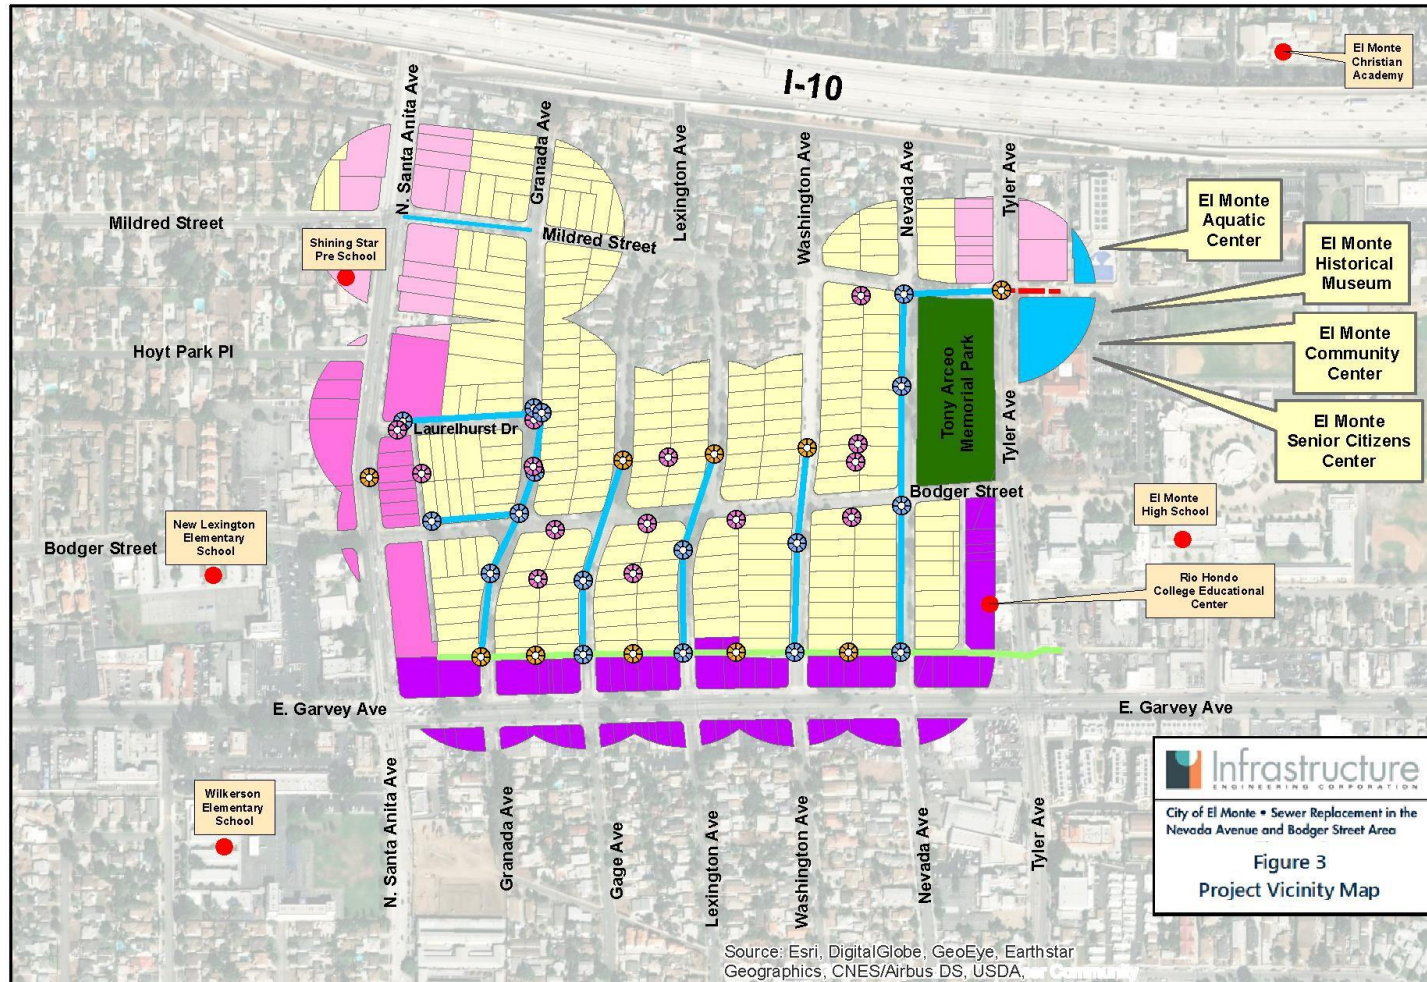 I-10
El Monte
Christian
Academy
N. Santa Anita Ave
Granada Ave
Lexington Ave
Washington Ave
Nevada Ave
Tyler Ave
Mildred Street
Mildred Street
Shining Star
Pre School
El Monte
Aquatic
Center
El Monte
Historical
Museum
El Monte
Community
Center
El Monte
Senior Citizens
Center
Hoyt Park Pl
Tony Arceo
Memorial Park
Tyler Ave
Laurelhurst Dr
Bodger Street
New Lexington
Elementary
School
Bodger Street
El Monte
High School
Rio Hondo
College Educational
Center
E. Garvey Ave
E. Garvey Ave
Wilkerson
Elementary
School
N. Santa Anita Ave
Granada Ave
Gage Ave
Lexington Ave
Washington Ave
Nevada Ave
Tyler Ave
Infrastructure
ENGINEERING CORPORATION
City of El Monte • Sewer Replacement in the
Nevada Avenue and Bodger Street Area
Figure 3
Project Vicinity Map
Source: Esri, DigitalGlobe, GeoEye, Earthstar
Geographics, CNES/Airbus DS, USDA, er Community